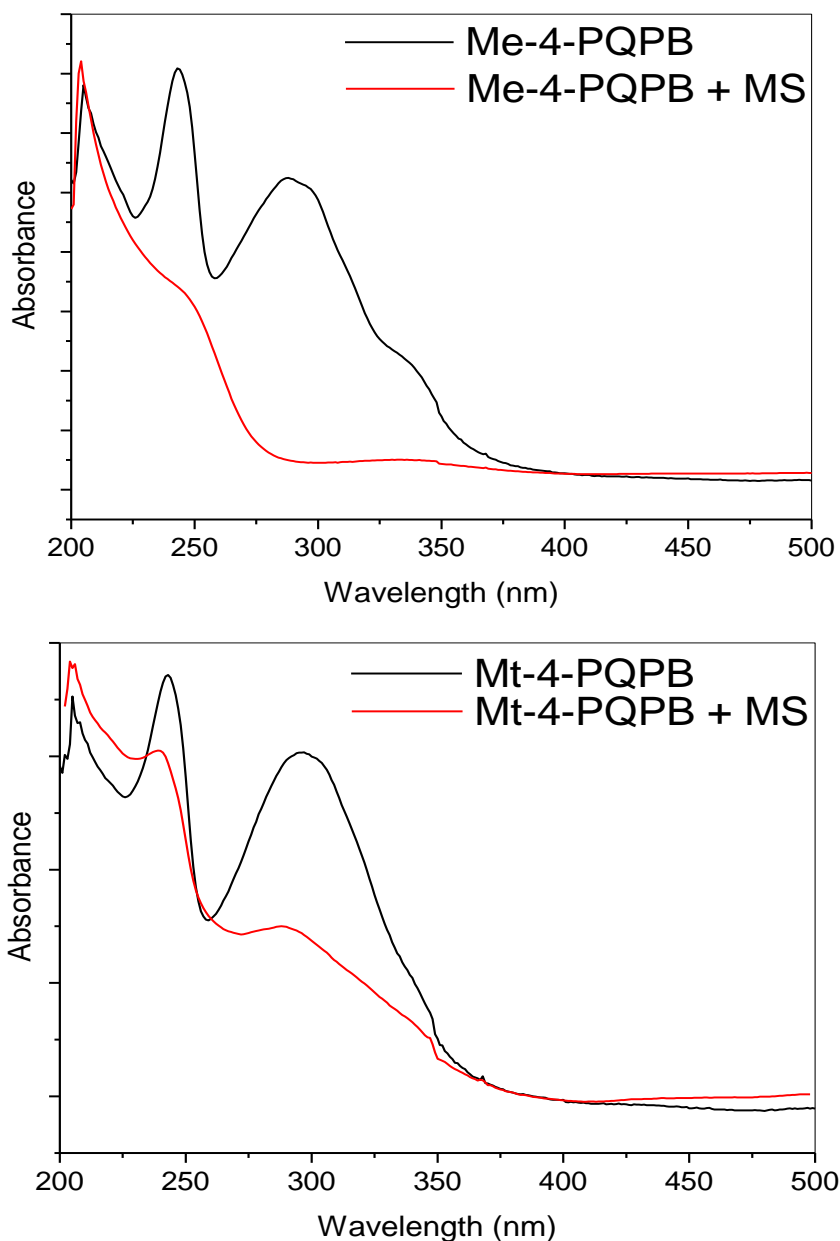 Me-4-PQPB
Me-4-PQPB + MS
Absorbance
200 250 300 350 400 450 500
Wavelength (nm)
Mt-4-PQPB
Mt-4-PQPB + MS
Absorbance
200 250 300 350 400 450 500
Wavelength (nm)